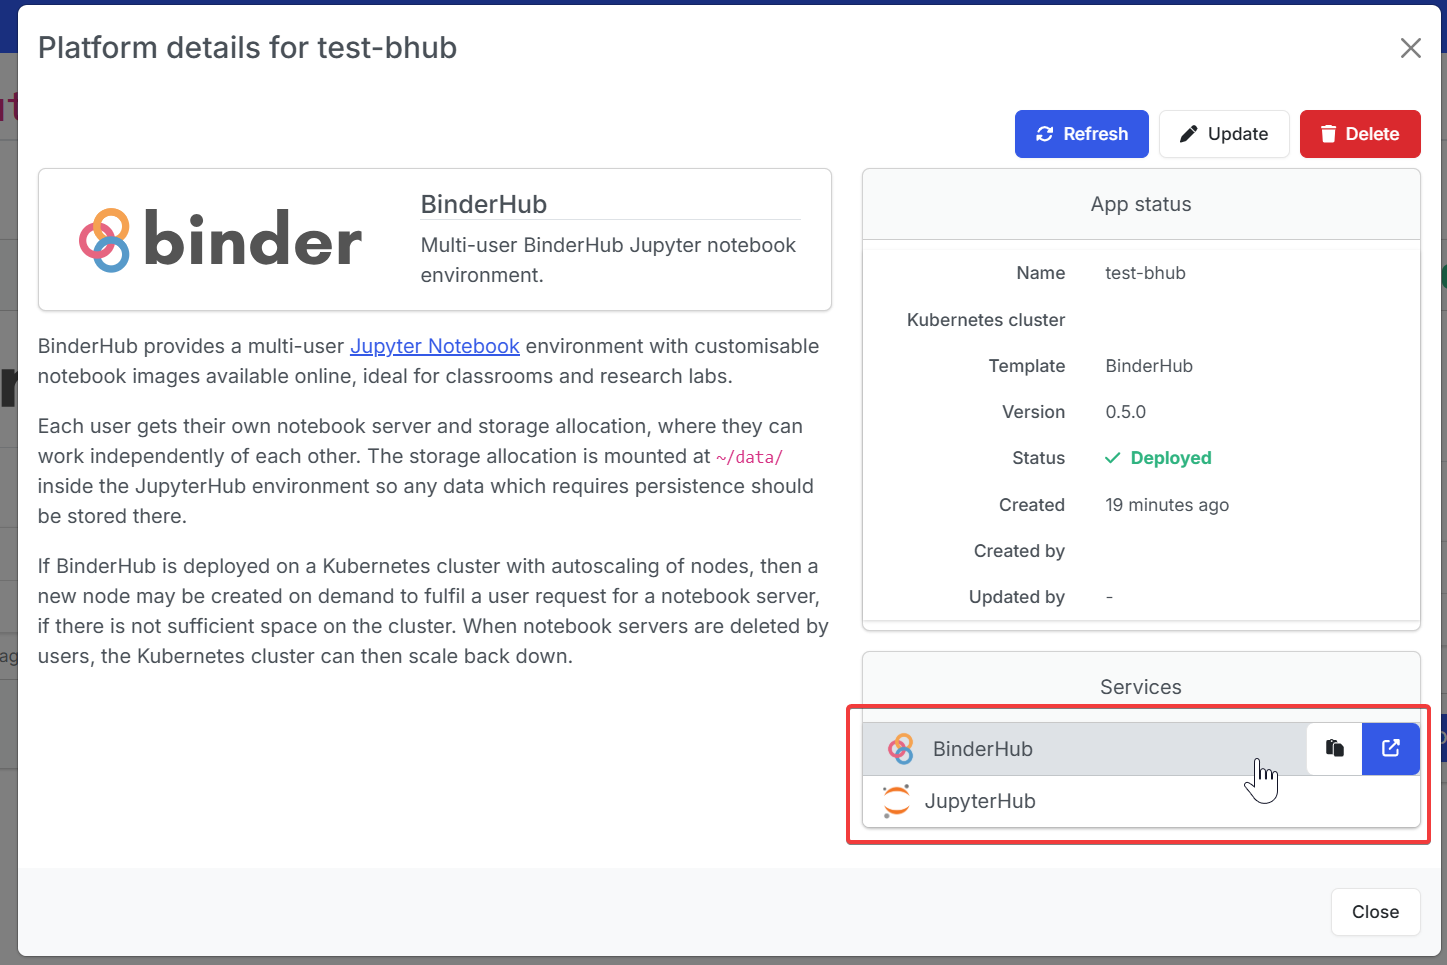 Platform details for test-bhub
Refresh
Update
Delete
binder
BinderHub
Multi-user BinderHub Jupyter notebook
environment.
BinderHub provides a multi-user Jupyter Notebook environment with customisable
notebook images available online, ideal for classrooms and research labs.
Each user gets their own notebook server and storage allocation, where they can
work independently of each other. The storage allocation is mounted at ~/data/
inside the JupyterHub environment so any data which requires persistence should
be stored there.
If BinderHub is deployed on a Kubernetes cluster with autoscaling of nodes, then a
new node may be created on demand to fulfil a user request for a notebook server,
if there is not sufficient space on the cluster. When notebook servers are deleted by
users, the Kubernetes cluster can then scale back down.
App status
Name test-bhub
Kubernetes cluster
Template BinderHub
Version 0.5.0
Status Deployed
Created 19 minutes ago
Created by
Updated by -
Services
BinderHub
JupyterHub
Close